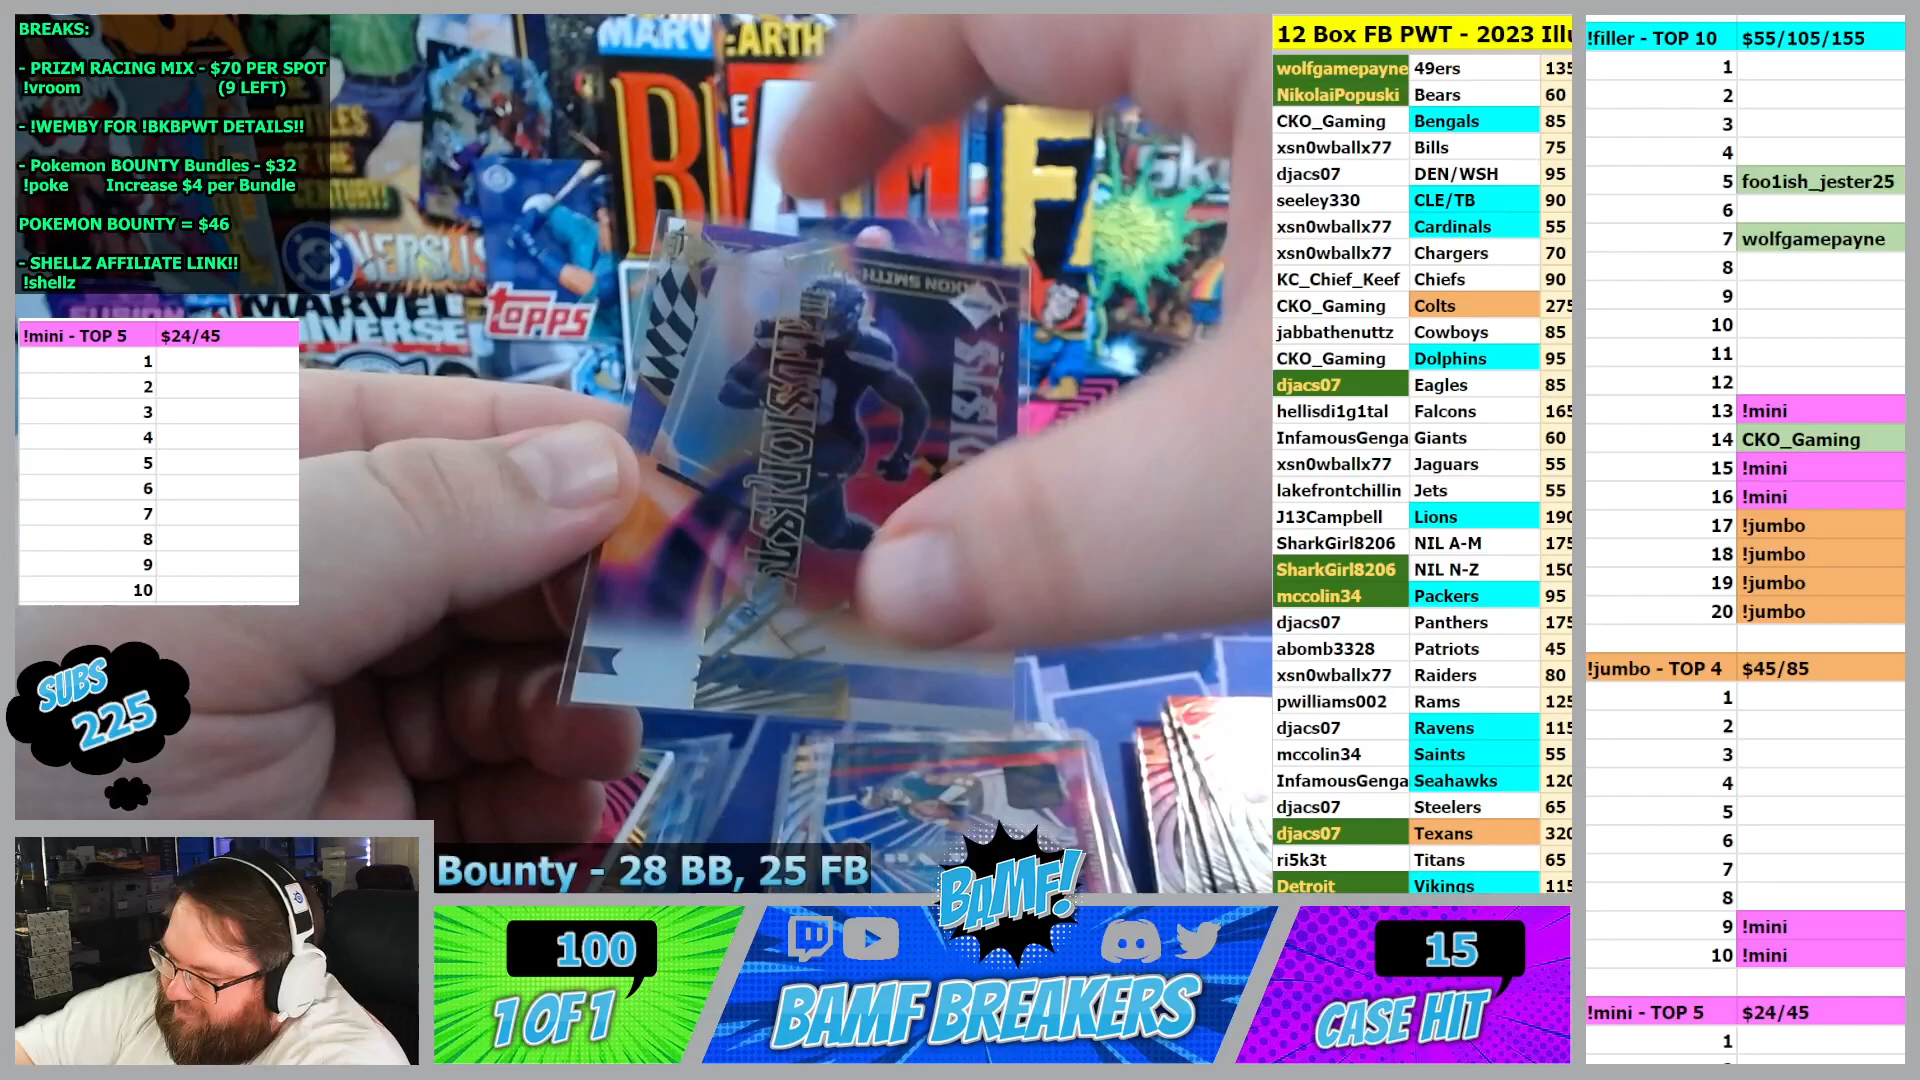 BREAKS:
- PRIZM RACING MIX - $70 PER SPOT
!vroom (9 LEFT)
- !WEMBY FOR !BKBPWT DETAILS!!
- Pokemon BOUNTY Bundles - $32
!poke Increase $4 per Bundle
POKEMON BOUNTY = $46
- SHELLZ AFFILIATE LINK!!
!shellz
!mini - TOP 5 $24/45
1
2
3
4
5
6
7
8
9
10
SUBS
225
MARV
EARTH
VERSUS
MARVEL
topps
Bounty - 28 BB, 25 FB
100
1 OF 1
BAMF!
BAMF BREAKERS
15
CASE HIT
12 Box FB PWT - 2023 Illu
wolfgamepayne 49ers 135
NikolaiPopuski Bears 60
CKO_Gaming Bengals 85
xsn0wballx77 Bills 75
djacs07 DEN/WSH 95
seeley330 CLE/TB 90
xsn0wballx77 Cardinals 55
xsn0wballx77 Chargers 70
KC_Chief_Keef Chiefs 90
CKO_Gaming Colts 275
jabbathenuttz Cowboys 85
CKO_Gaming Dolphins 95
djacs07 Eagles 85
hellisdi1g1tal Falcons 165
InfamousGenga Giants 60
xsn0wballx77 Jaguars 55
lakefrontchillin Jets 55
J13Campbell Lions 190
SharkGirl8206 NIL A-M 175
SharkGirl8206 NIL N-Z 150
mccolin34 Packers 95
djacs07 Panthers 175
abomb3328 Patriots 45
xsn0wballx77 Raiders 80
pwilliams002 Rams 125
djacs07 Ravens 115
mccolin34 Saints 55
InfamousGenga Seahawks 120
djacs07 Steelers 65
djacs07 Texans 320
ri5k3t Titans 65
Detroit Vikings 115
!filler - TOP 10 $55/105/155
1
2
3
4
5 foo1ish_jester25
6
7 wolfgamepayne
8
9
10
11
12
13 !mini
14 CKO_Gaming
15 !mini
16 !mini
17 !jumbo
18 !jumbo
19 !jumbo
20 !jumbo
!jumbo - TOP 4 $45/85
1
2
3
4
5
6
7
8
9 !mini
10 !mini
!mini - TOP 5 $24/45
1